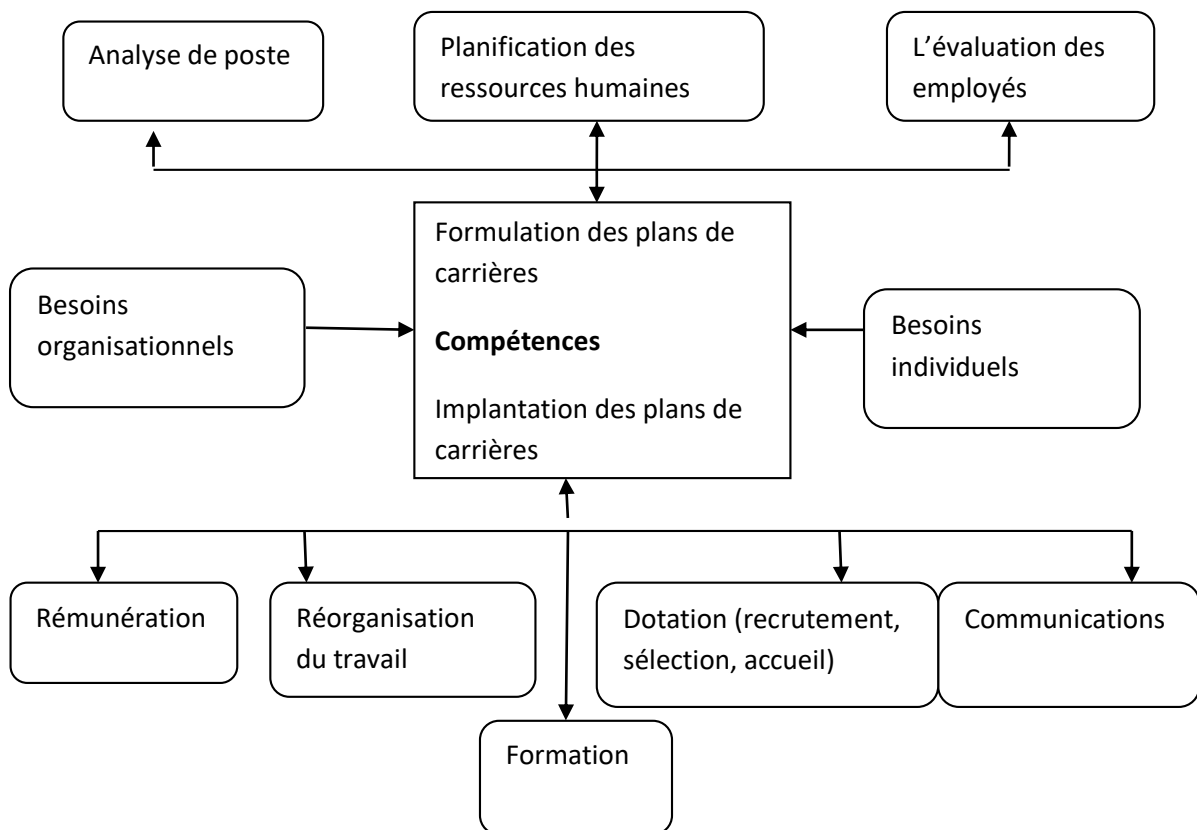 Analyse de poste
Planification des
ressources humaines
L’évaluation des
employés
Formulation des plans de
carrières
Compétences
Implantation des plans de
carrières
Besoins
organisationnels
Besoins
individuels
Rémunération
Réorganisation
du travail
Dotation (recrutement,
sélection, accueil)
Communications
Formation